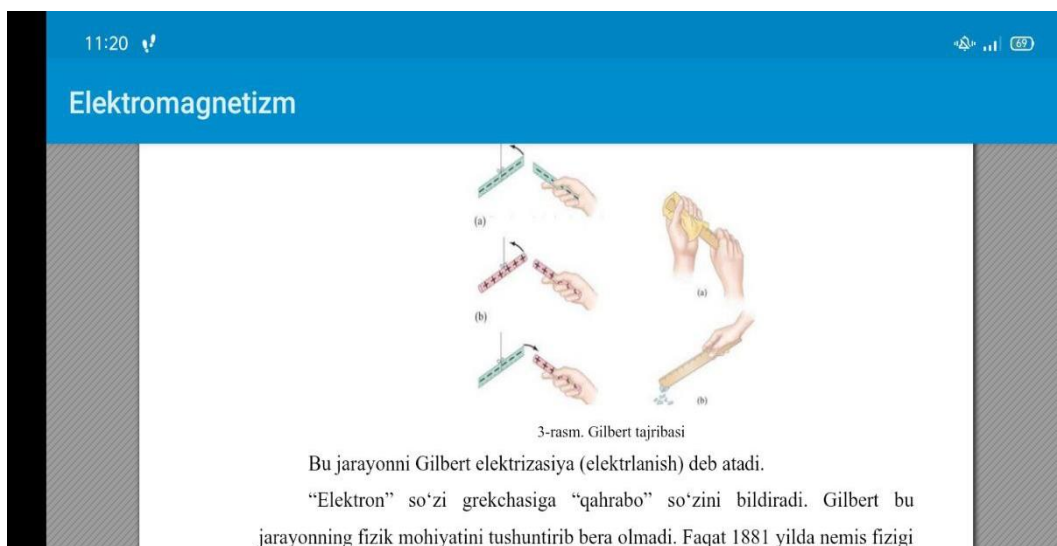 11:20
69
Elektromagnetizm
(a)
(b)
(a)
(b)
3-rasm. Gilbert tajribasi
Bu jarayonni Gilbert elektrizasiya (elektrlanish) deb atadi.
“Elektron” so‘zi grekchasiga “qahrabo” so‘zini bildiradi. Gilbert bu
jarayonning fizik mohiyatini tushuntirib bera olmadi. Faqat 1881 yilda nemis fizigi